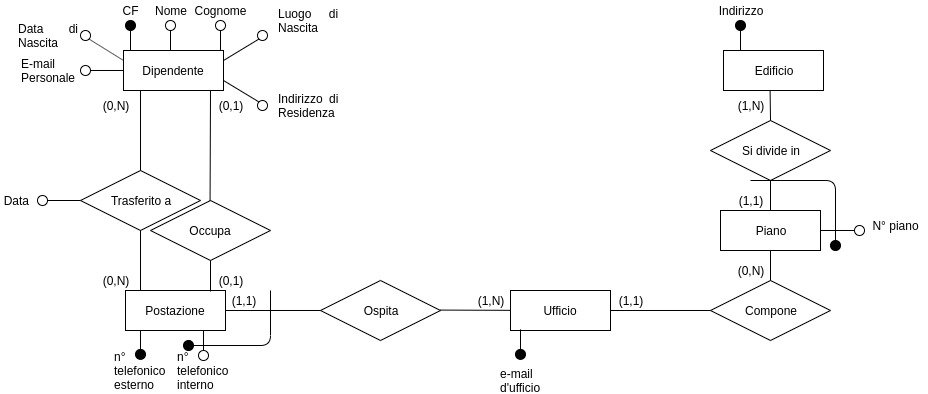 CF
Nome
Cognome
Luogo di
Nascita
Indirizzo
Data di
Nascita
E-mail
Personale
Dipendente
Edificio
(0,N)
(0,1)
Indirizzo di
Residenza
(1,N)
Si divide in
Data
Trasferito a
(1,1)
Occupa
Piano
N° piano
(0,N)
(0,1)
(0,N)
(1,1)
(1,N)
(1,1)
Postazione
Ospita
Ufficio
Compone
n°
telefonico
esterno
n°
telefonico
interno
e-mail
d'ufficio